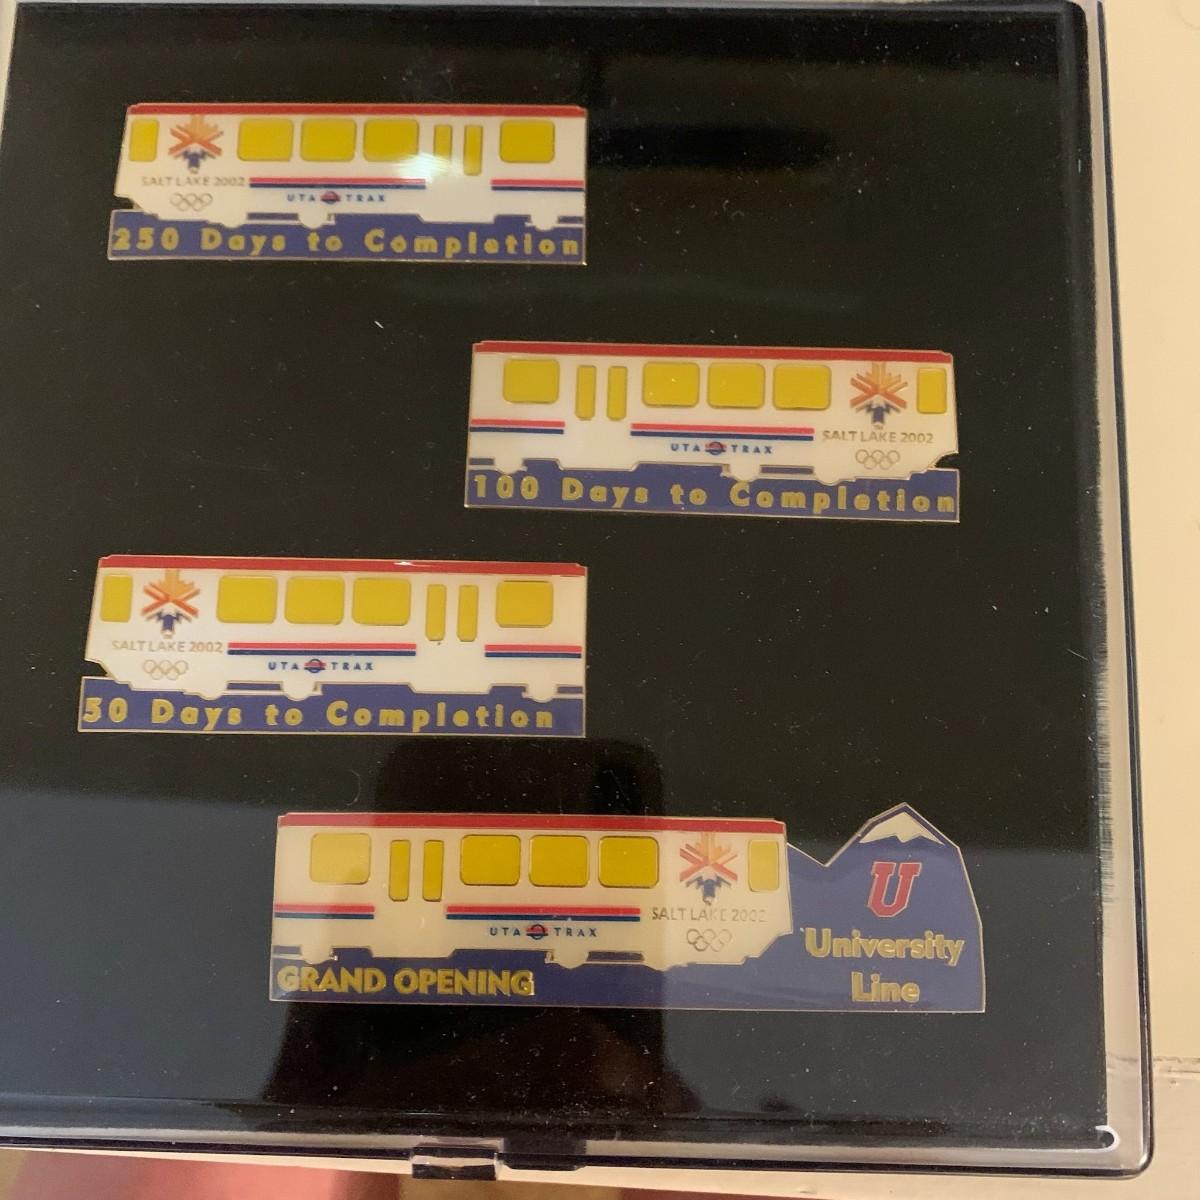 SALT LAKE 2002
UTA TRAX
250 Days to Completion
SALT LAKE 2002
UTA TRAX
100 Days to Completion
SALT LAKE 2002
UTA TRAX
50 Days to Completion
U
SALT LAKE 2002
UTA TRAX
University
Line
GRAND OPENING